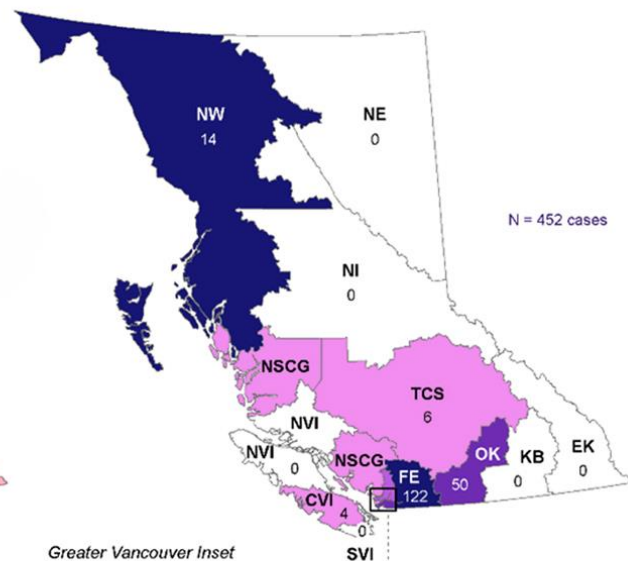 NW
14
NE
0
N = 452 cases
NI
0
NSCG
TCS
6
NVI
NVI
0
NSCG
OK
50
KB
0
EK
0
FE
122
CVI
4
0
SVI
Greater Vancouver Inset